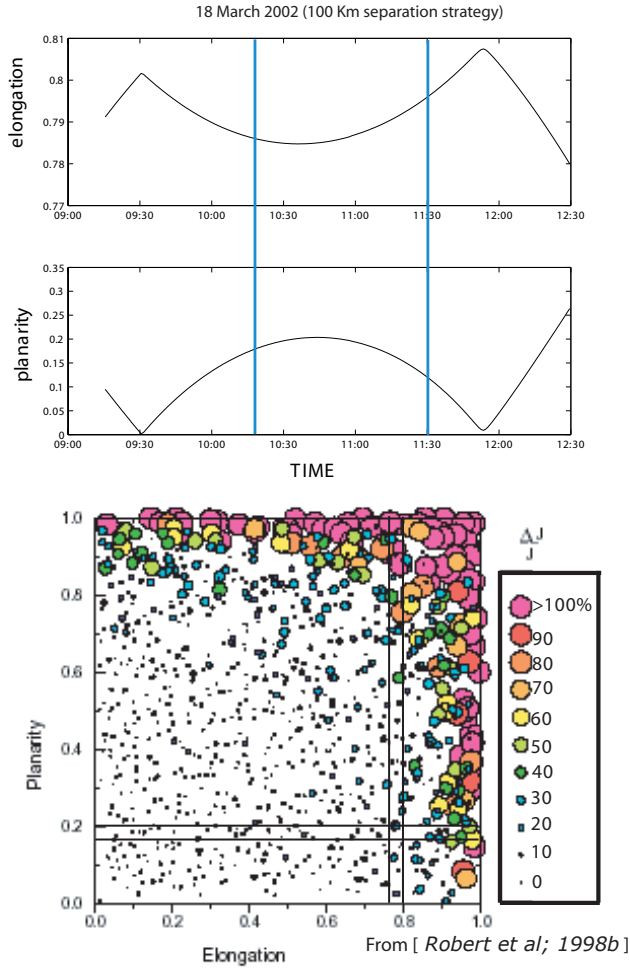 18 March 2002 (100 Km separation strategy)
elongation
0.81
0.8
0.79
0.78
0.77
09:00 09:30 10:00 10:30 11:00 11:30 12:00 12:30
planarity
0.35
0.3
0.25
0.2
0.15
0.1
0.05
0
09:00 09:30 10:00 10:30 11:00 11:30 12:00 12:30
TIME
Planarity
1.0
0.8
0.6
0.4
0.2
0.0
0.0 0.2 0.4 0.6 0.8 1.0
Elongation
ΔJ
J
>100%
90
80
70
60
50
40
30
20
10
0
From [ Robert et al; 1998b ]